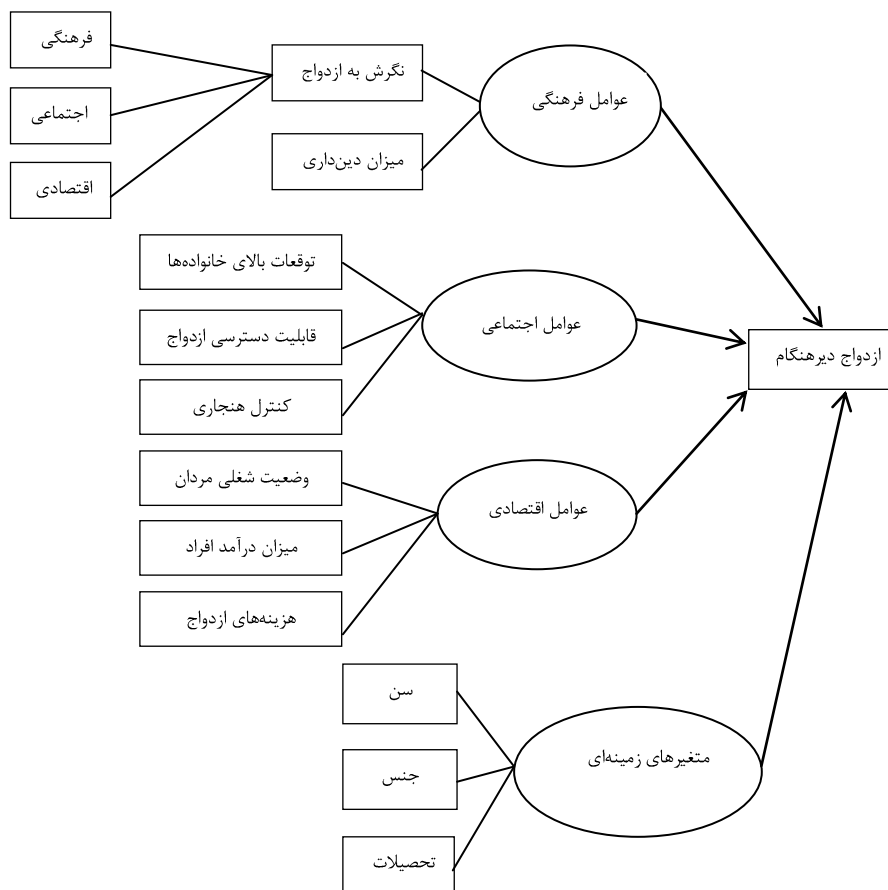 عوامل فرهنگی
نگرش به ازدواج
فرهنگی
اجتماعی
اقتصادی
میزان دین‌داری
ازدواج دیرهنگام
عوامل اجتماعی
توقعات بالای خانواده‌ها
قابلیت دسترسی ازدواج
کنترل هنجاری
عوامل اقتصادی
وضعیت شغلی مردان
میزان درآمد افراد
هزینه‌های ازدواج
متغیرهای زمینه‌ای
سن
جنس
تحصیلات